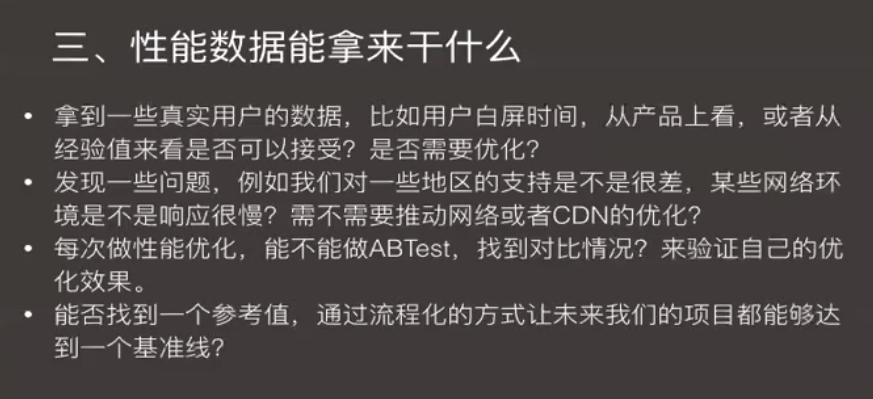 三、性能数据能拿来干什么
• 拿到一些真实用户的数据，比如用户白屏时间，从产品上看，或者从
经验值来看是否可以接受？是否需要优化？
• 发现一些问题，例如我们对一些地区的支持是不是很差，某些网络环
境是不是响应很慢？需不需要推动网络或者CDN的优化？
• 每次做性能优化，能不能做ABTest，找到对比情况？来验证自己的优
化效果。
• 能否找到一个参考值，通过流程化的方式让未来我们的项目都能够达
到一个基准线？